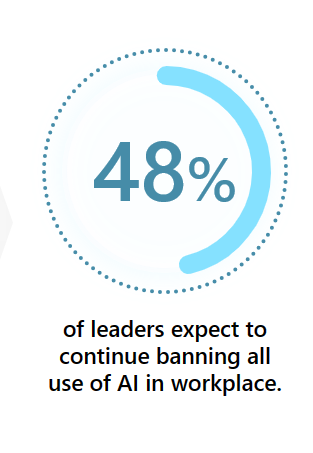 48%
of leaders expect to
continue banning all
use of AI in workplace.